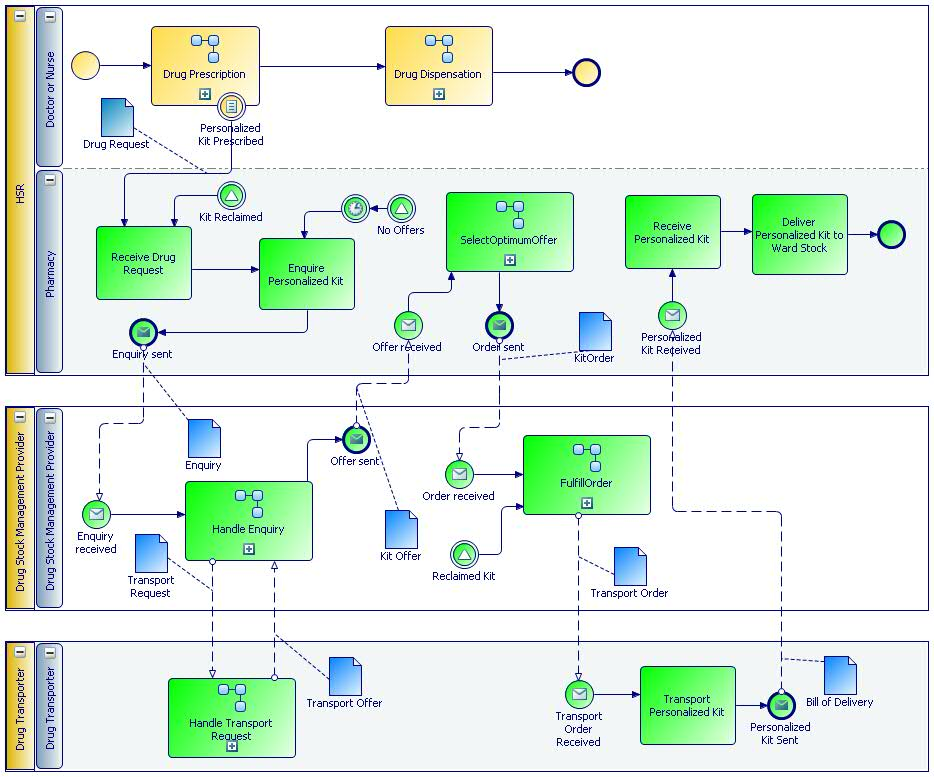 HSR
Doctor or Nurse
Drug Prescription
Drug Dispensation
Personalized
Kit Prescribed
Drug Request
Pharmacy
Kit Reclaimed
No Offers
Receive Drug
Request
Enquire
Personalized Kit
SelectOptimumOffer
Receive
Personalized Kit
Deliver
Personalized Kit to
Ward Stock
Enquiry sent
Offer received
Order sent
KitOrder
Personalized
Kit Received
Drug Stock Management Provider
Drug Stock Management Provider
Enquiry
Offer sent
Order received
FulfillOrder
Enquiry
received
Handle Enquiry
Kit Offer
Reclaimed Kit
Transport
Request
Transport Order
Drug Transporter
Drug Transporter
Handle Transport
Request
Transport Offer
Transport
Order
Received
Transport
Personalized Kit
Personalized
Kit Sent
Bill of Delivery